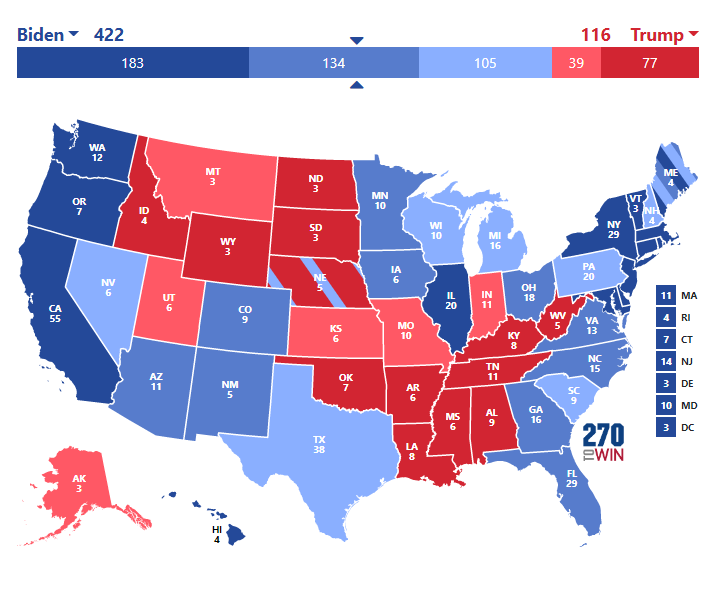 Biden 422
116 Trump
183 134 105 39 77
WA
12
OR
7
CA
55
NV
6
ID
4
MT
3
WY
3
UT
6
AZ
11
CO
9
NM
5
ND
3
SD
3
NE
5
KS
6
OK
7
TX
38
MN
10
IA
6
MO
10
AR
6
LA
8
WI
10
IL
20
MI
16
IN
11
OH
18
KY
8
TN
11
MS
6
AL
9
GA
16
FL
29
SC
9
NC
15
VA
13
WV
5
PA
20
NY
29
VT
3
NH
4
ME
4
AK
3
HI
4
11 MA
4 RI
7 CT
14 NJ
3 DE
10 MD
3 DC
270
TO
WIN